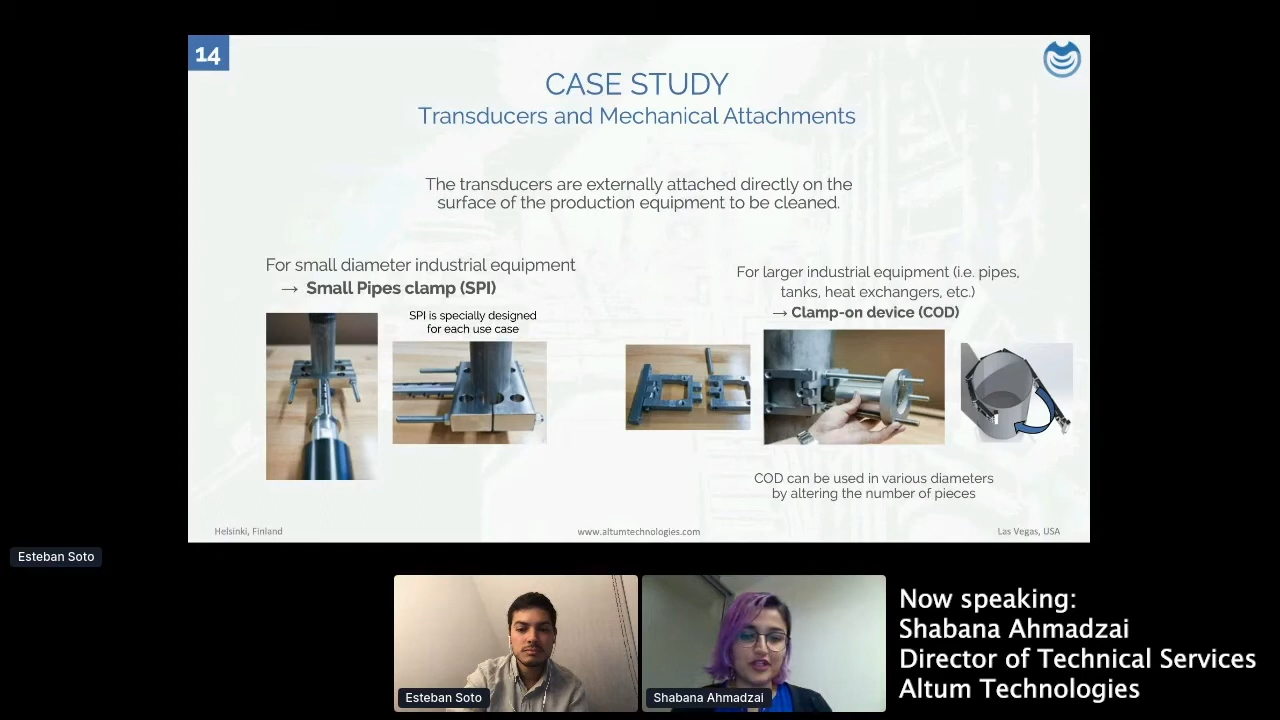 14
CASE STUDY
Transducers and Mechanical Attachments
The transducers are externally attached directly on the
surface of the production equipment to be cleaned.
For small diameter industrial equipment
→ Small Pipes clamp (SPI)
SPI is specially designed
for each use case
For larger industrial equipment (i.e. pipes,
tanks, heat exchangers, etc.)
→ Clamp-on device (COD)
COD can be used in various diameters
by altering the number of pieces
Helsinki, Finland
www.altumtechnologies.com
Las Vegas, USA
Esteban Soto
Esteban Soto
Shabana Ahmadzai
Now speaking:
Shabana Ahmadzai
Director of Technical Services
Altum Technologies